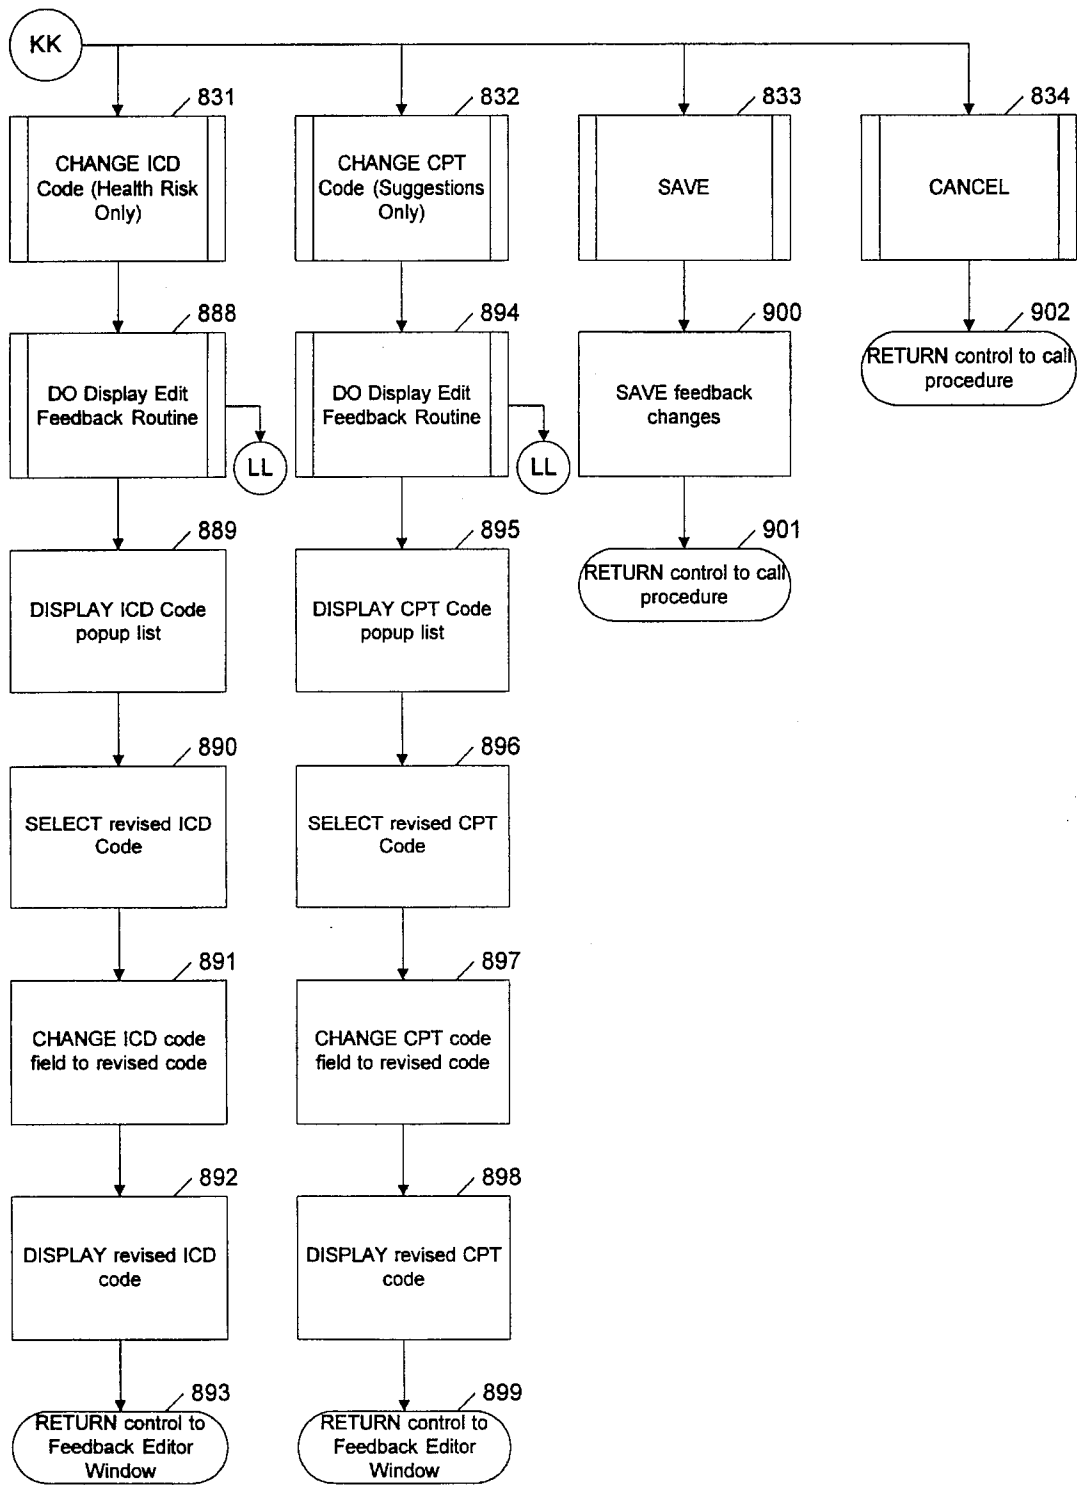 KK
831
CHANGE ICD
Code (Health Risk
Only)
888
DO Display Edit
Feedback Routine
LL
889
DISPLAY ICD Code
popup list
890
SELECT revised ICD
Code
891
CHANGE ICD code
field to revised code
892
DISPLAY revised ICD
code
893
RETURN control to
Feedback Editor
Window
832
CHANGE CPT
Code (Suggestions
Only)
894
DO Display Edit
Feedback Routine
LL
895
DISPLAY CPT Code
popup list
896
SELECT revised CPT
Code
897
CHANGE CPT code
field to revised code
898
DISPLAY revised CPT
code
899
RETURN control to
Feedback Editor
Window
833
SAVE
900
SAVE feedback
changes
901
RETURN control to call
procedure
834
CANCEL
902
RETURN control to call
procedure